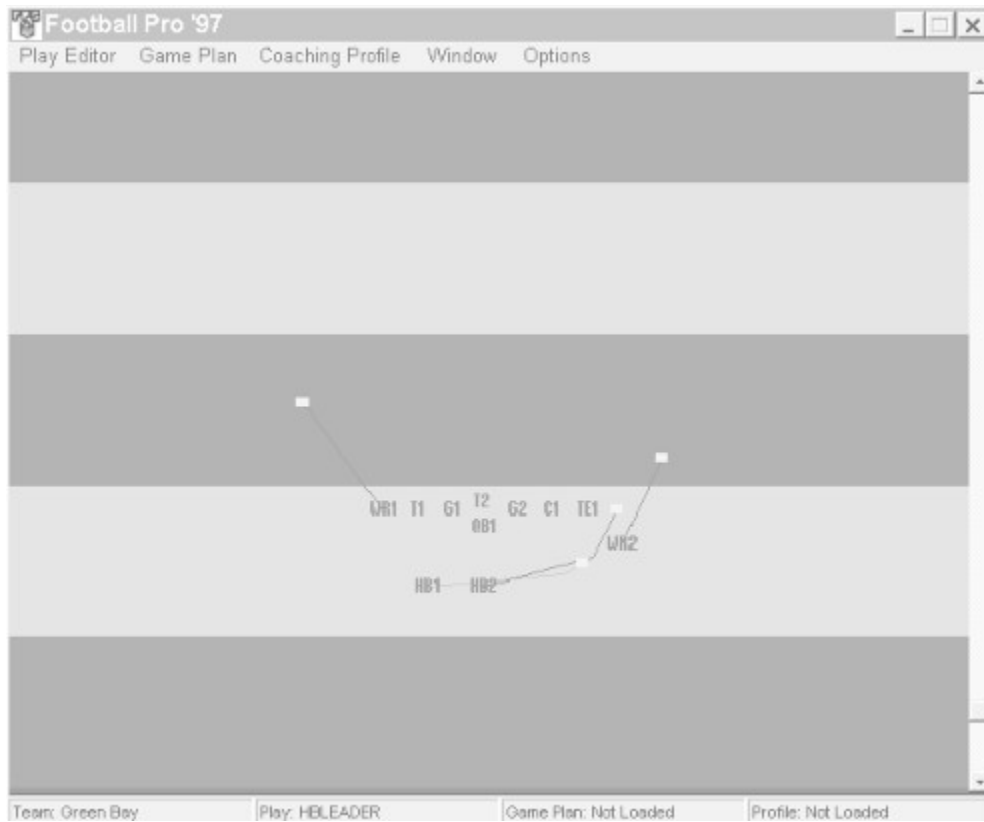 Football Pro '97
Play Editor Game Plan Coaching Profile Window Options
WR1 T1 G1 T2 G2 C1 TE1
QB1
WR2
HB1 HB2
Team: Green Bay Play: HBLEADER Game Plan: Not Loaded Profile: Not Loaded